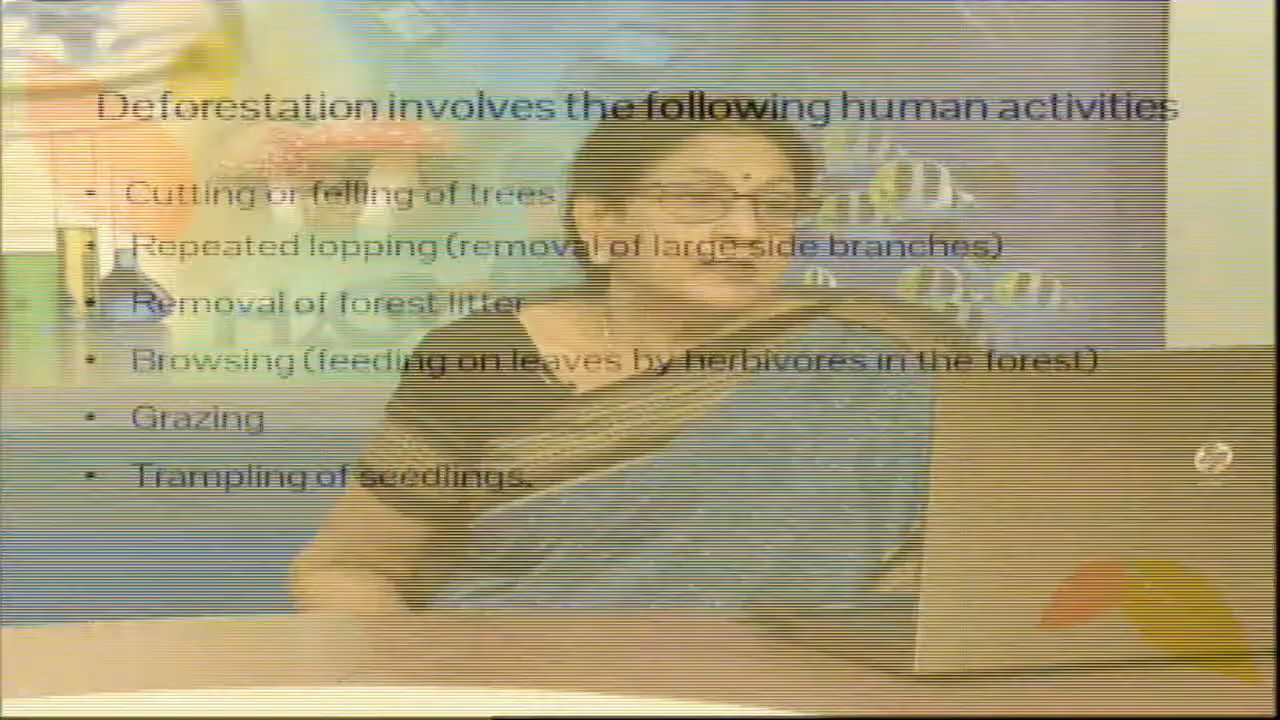 Deforestation involves the following human activities
• Cutting or felling of trees
• Repeated lopping (removal of large side branches)
• Removal of forest litter
• Browsing (feeding on leaves by herbivores in the forest)
• Grazing
• Trampling of seedlings.
hp